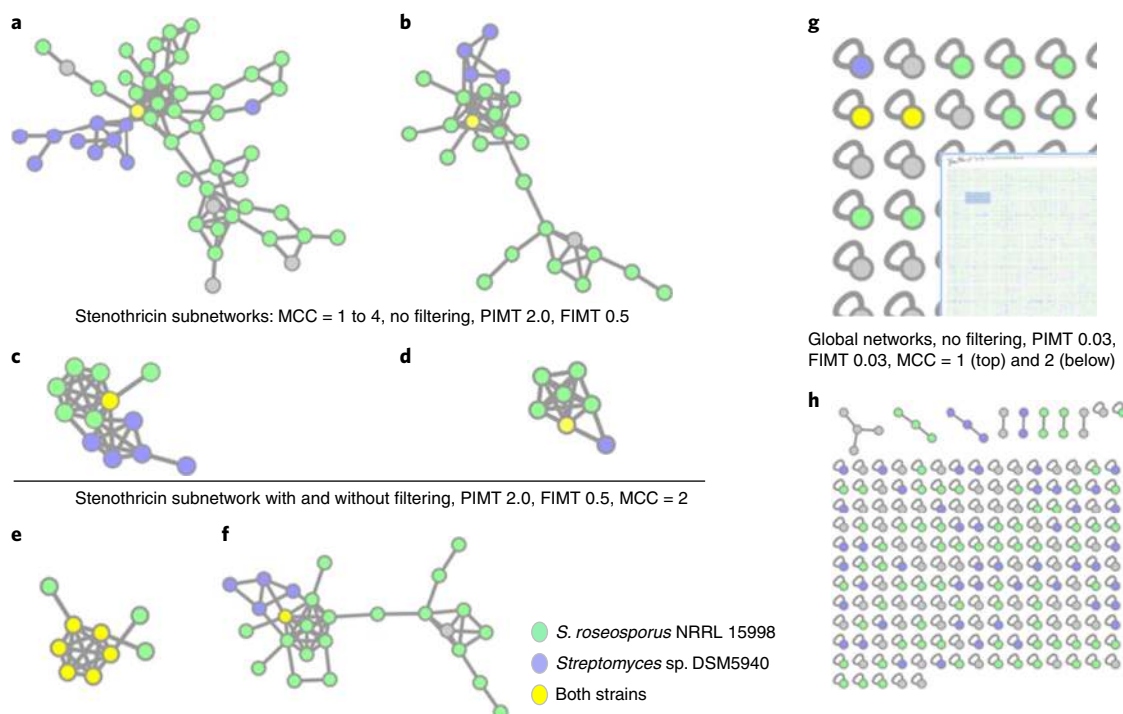 a
b
Stenothricin subnetworks: MCC = 1 to 4, no filtering, PIMT 2.0, FIMT 0.5
c
d
Stenothricin subnetwork with and without filtering, PIMT 2.0, FIMT 0.5, MCC = 2
e
f
S. roseosporus NRRL 15998
Streptomyces sp. DSM5940
Both strains
g
Global networks, no filtering, PIMT 0.03,
FIMT 0.03, MCC = 1 (top) and 2 (below)
h